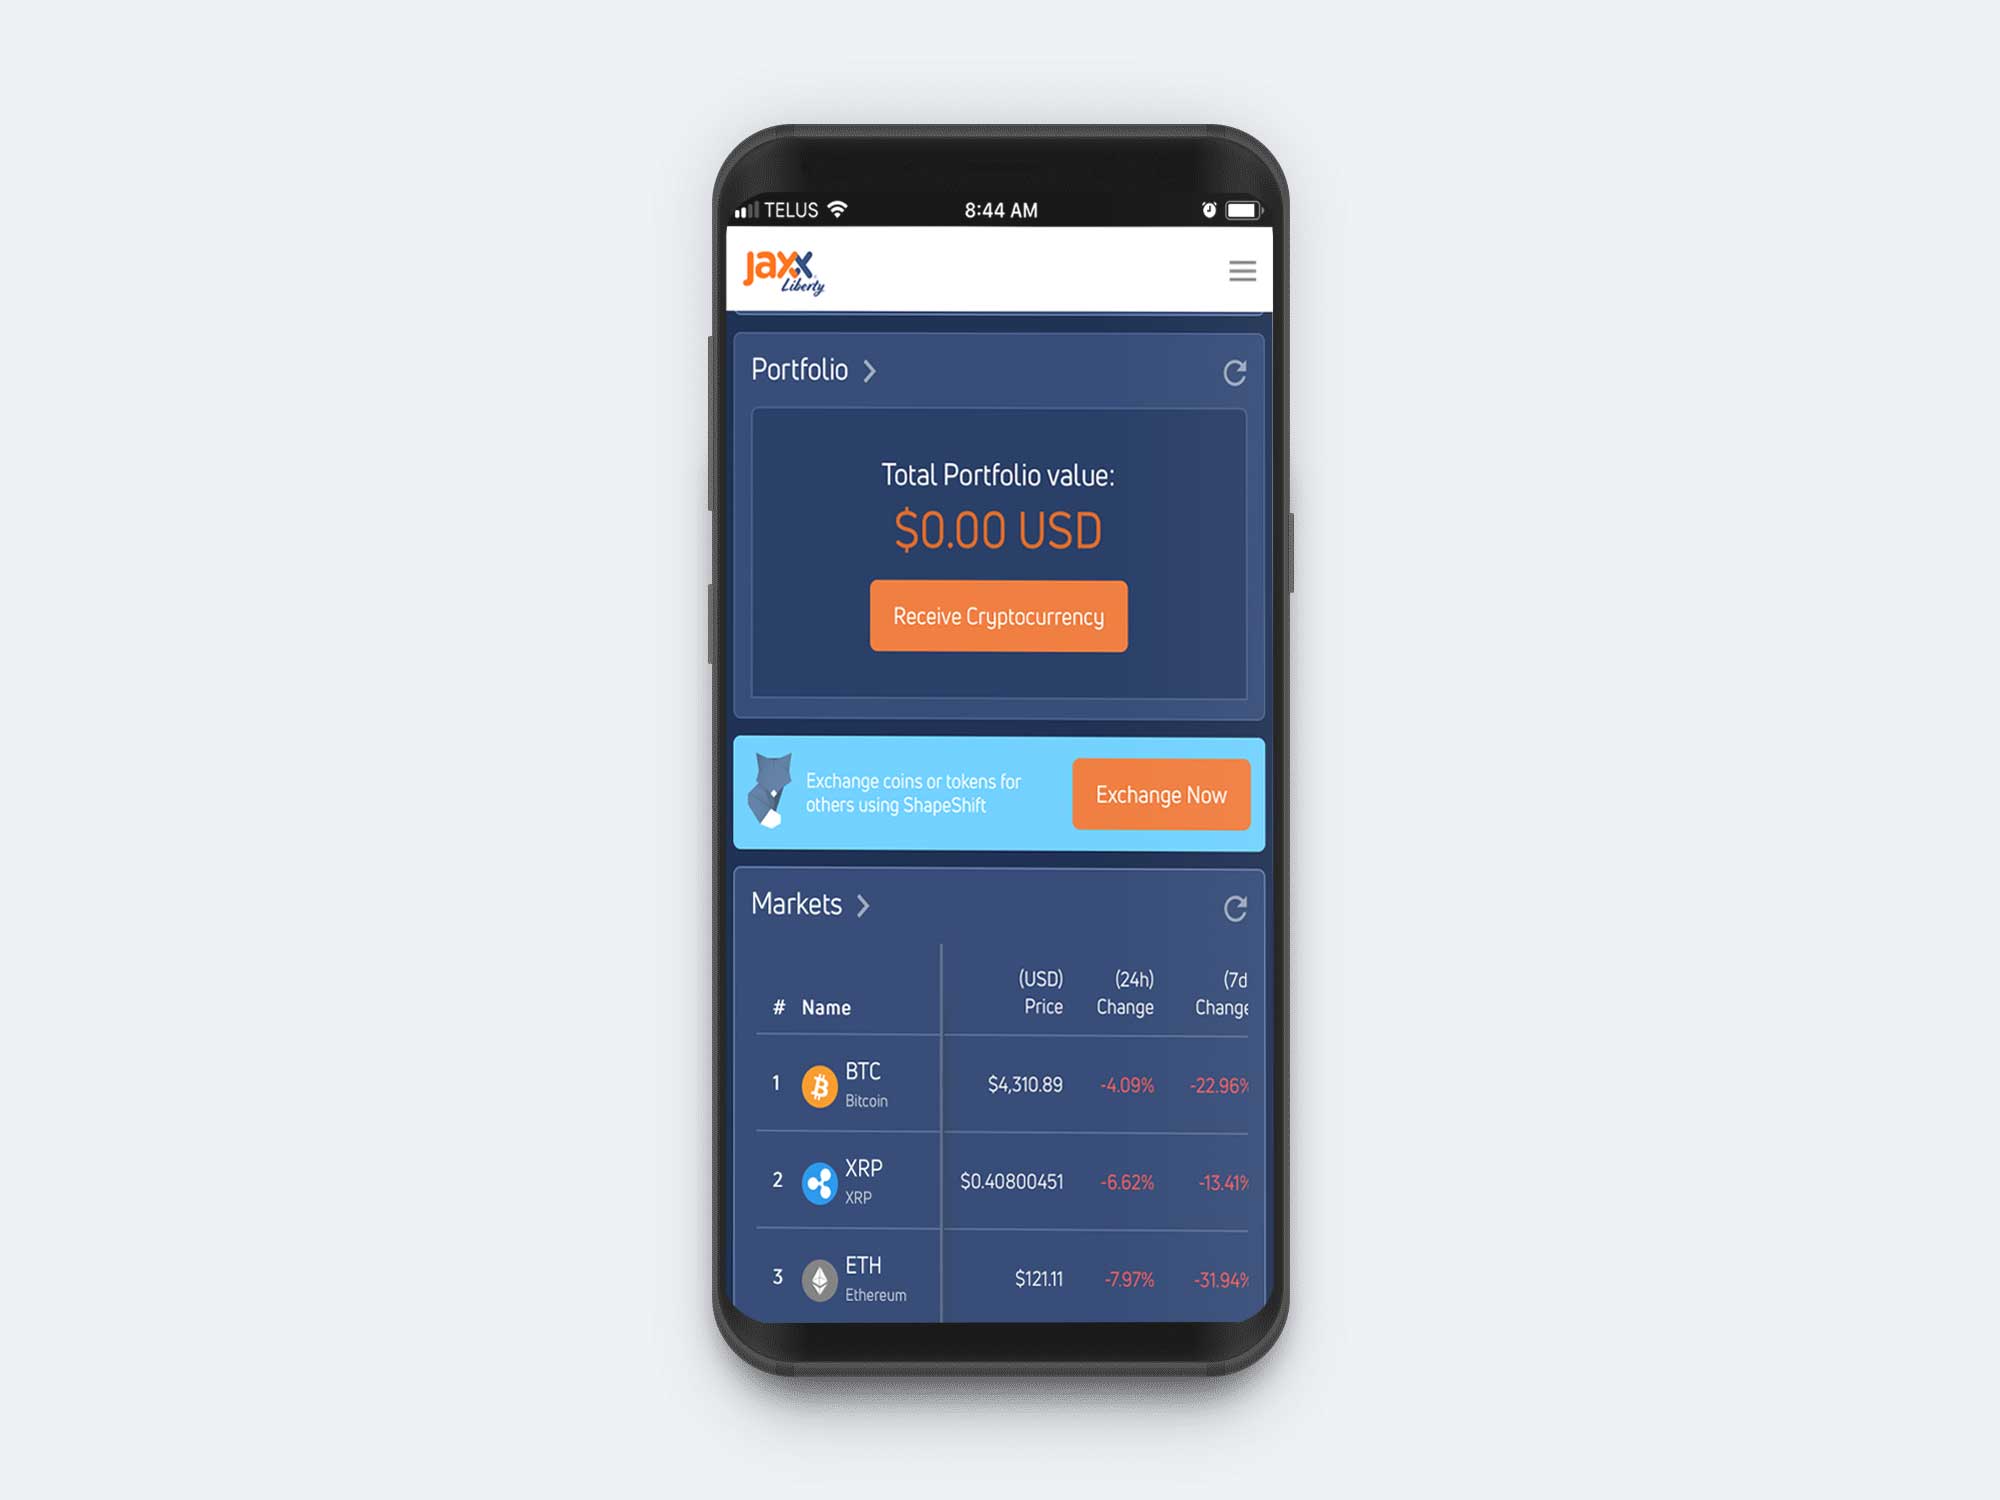 TELUS
8:44 AM
jaxx
Liberty
Portfolio
Total Portfolio value:
$0.00 USD
Receive Cryptocurrency
Exchange coins or tokens for
others using ShapeShift
Exchange Now
Markets
(USD) (24h) (7d
# Name Price Change Change
1 BTC $4,310.89 -4.09% -22.96%
Bitcoin
2 XRP $0.40800451 -6.62% -13.41%
XRP
3 ETH $121.11 -7.97% -31.94%
Ethereum